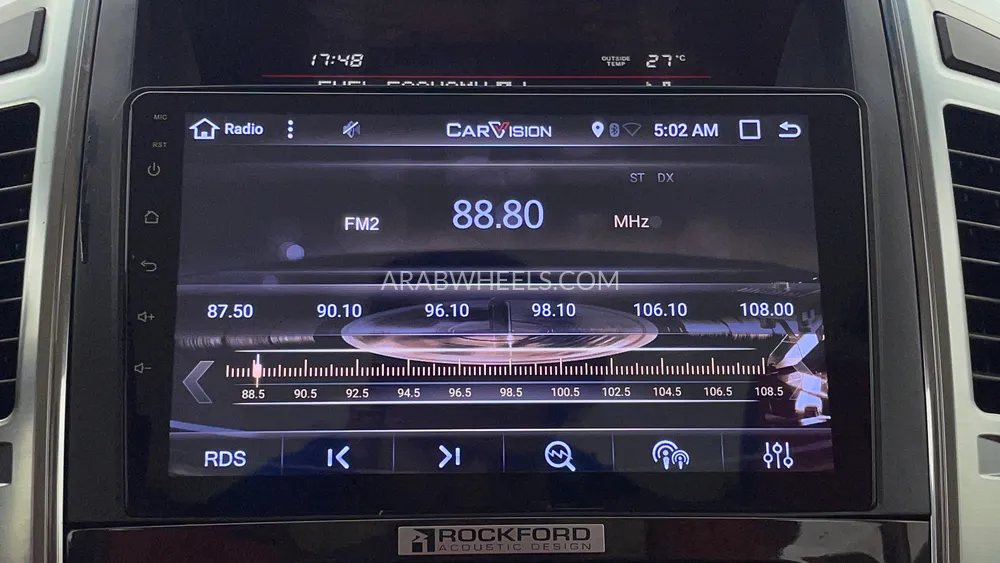 17:48 OUTSIDE TEMP 27°C
FUEL ECONOMY
MIC
RST
Radio CARVISION 5:02 AM
ST DX
FM2 88.80 MHz
ARABWHEELS.COM
87.50 90.10 96.10 98.10 106.10 108.00
88.5 90.5 92.5 94.5 96.5 98.5 100.5 102.5 104.5 106.5 108.5
RDS
ROCKFORD
ACOUSTIC DESIGN